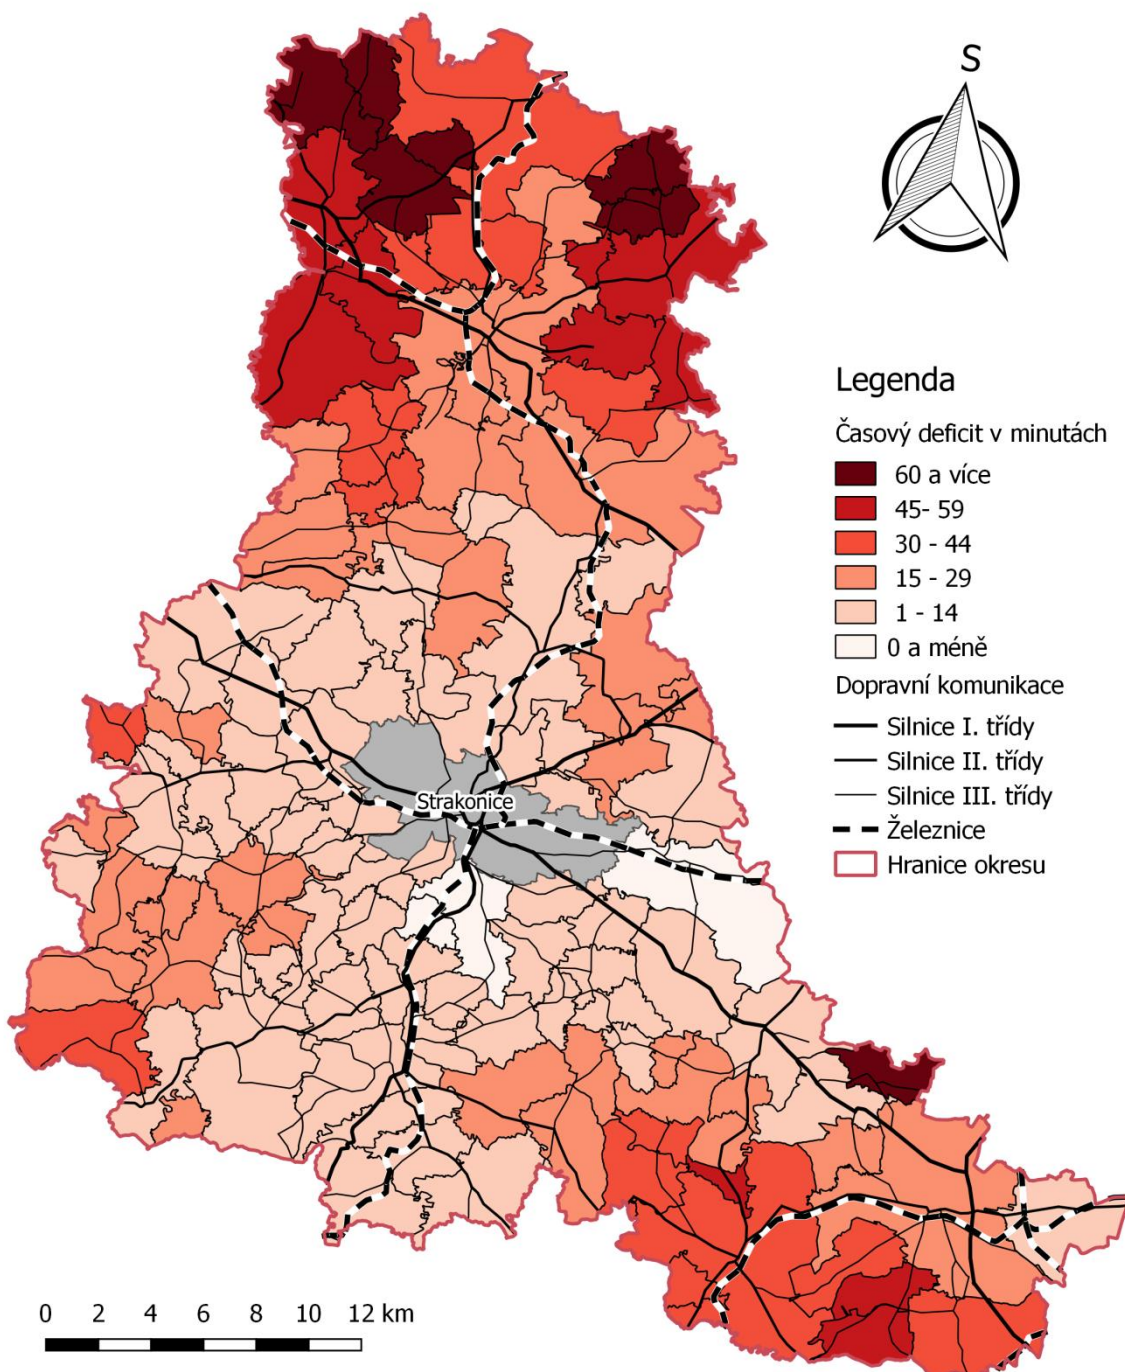 S
Legenda
Časový deficit v minutách
60 a více
45- 59
30 - 44
15 - 29
1 - 14
0 a méně
Dopravní komunikace
Silnice I. třídy
Silnice II. třídy
Silnice III. třídy
Železnice
Hranice okresu
Strakonice
0 2 4 6 8 10 12 km